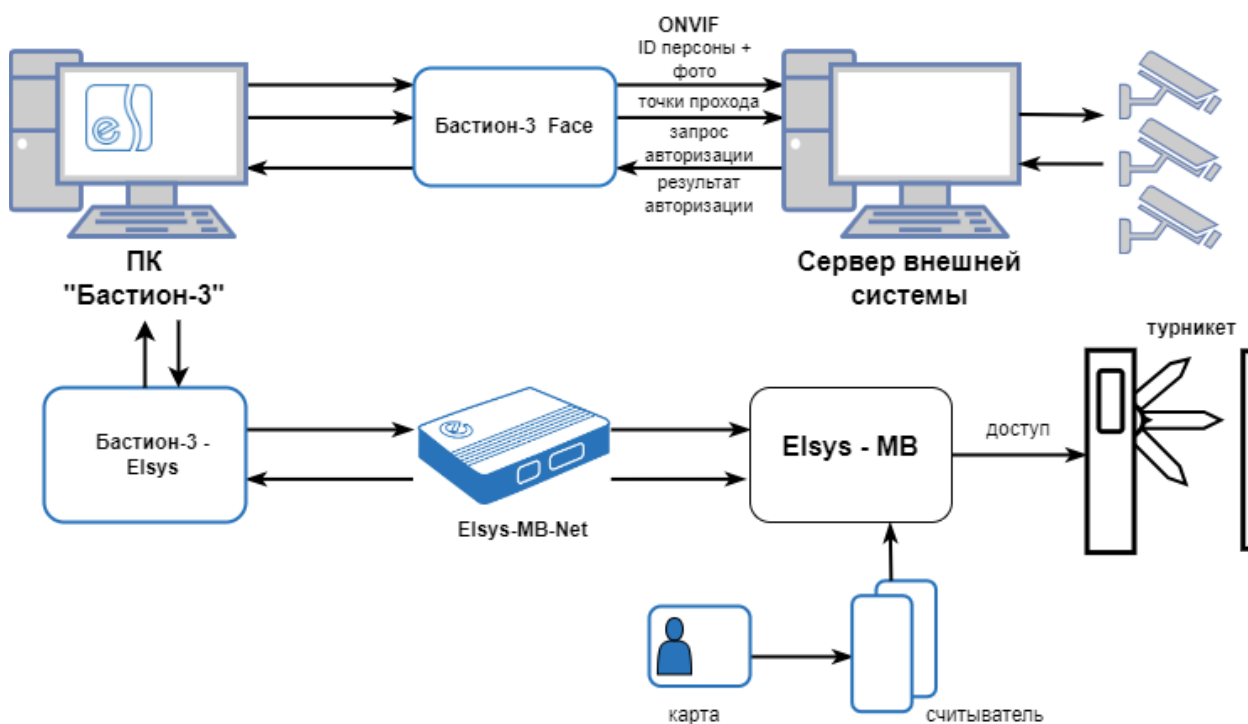 ONVIF
ID персоны +
фото
точки прохода
запрос
авторизации
результат
авторизации
Бастион-3 Face
ПК
"Бастион-3"
Сервер внешней
системы
турникет
Бастион-3 -
Elsys
Elsys-MB-Net
Elsys - MB
доступ
карта
считыватель